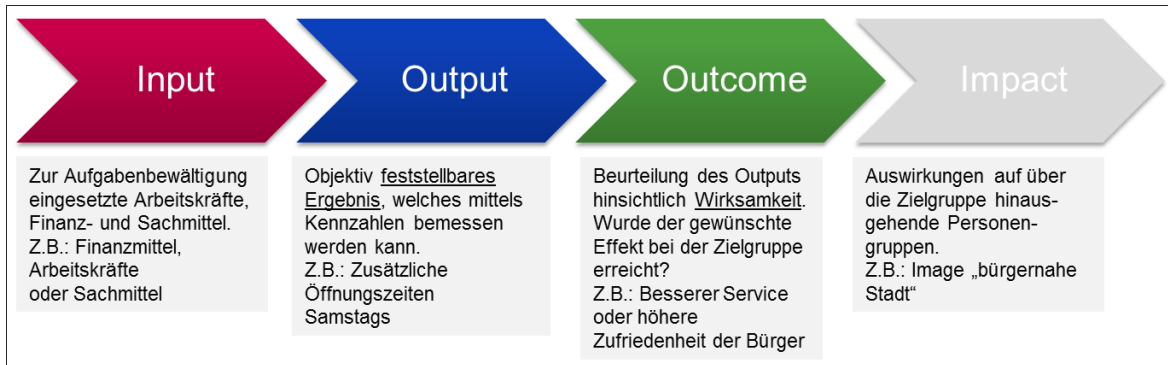 Input
Output
Outcome
Impact
Zur Aufgabenbewältigung
eingesetzte Arbeitskräfte,
Finanz- und Sachmittel.
Z.B.: Finanzmittel,
Arbeitskräfte
oder Sachmittel
Objektiv feststellbares
Ergebnis, welches mittels
Kennzahlen bemessen
werden kann.
Z.B.: Zusätzliche
Öffnungszeiten
Samstags
Beurteilung des Outputs
hinsichtlich Wirksamkeit.
Wurde der gewünschte
Effekt bei der Zielgruppe
erreicht?
Z.B.: Besserer Service
oder höhere
Zufriedenheit der Bürger
Auswirkungen auf über
die Zielgruppe hinaus-
gehende Personen-
gruppen.
Z.B.: Image „bürgernahe
Stadt“